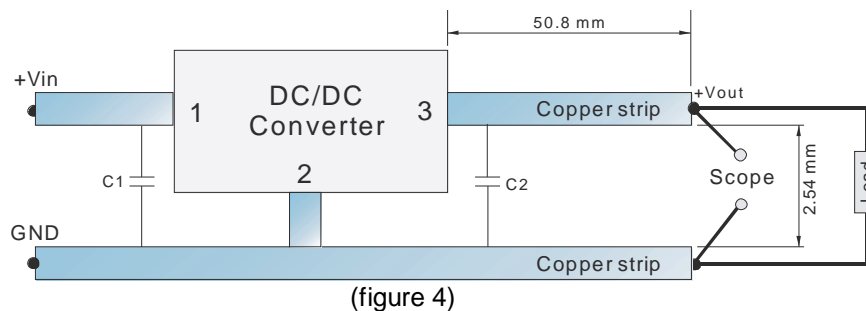 50.8 mm
+Vin
DC/DC
Converter
1
2
3
Copper strip
+Vout
C1
C2
Scope
2.54 mm
Load
GND
Copper strip
(figure 4)